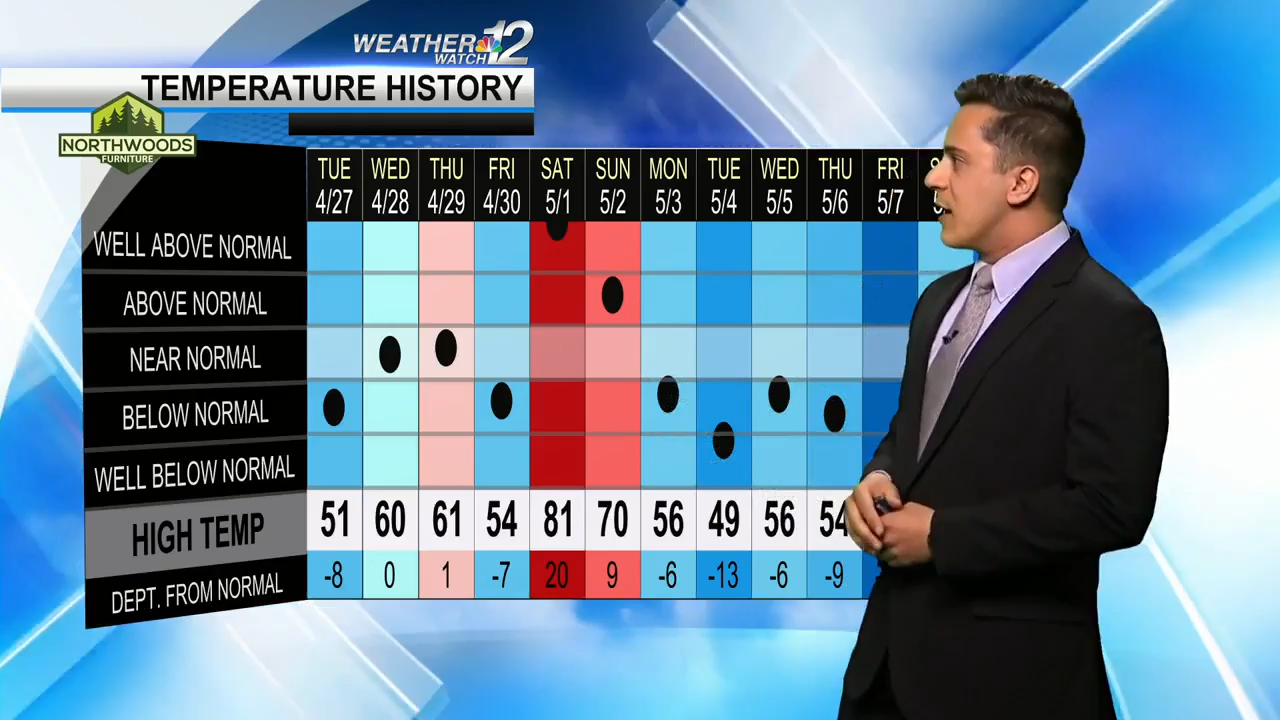 WEATHER 12
WATCH
TEMPERATURE HISTORY
NORTHWOODS
FURNITURE
TUE WED THU FRI SAT SUN MON TUE WED THU FRI
4/27 4/28 4/29 4/30 5/1 5/2 5/3 5/4 5/5 5/6 5/7
WELL ABOVE NORMAL
ABOVE NORMAL
NEAR NORMAL
BELOW NORMAL
WELL BELOW NORMAL
HIGH TEMP 51 60 61 54 81 70 56 49 56 54
DEPT. FROM NORMAL -8 0 1 -7 20 9 -6 -13 -6 -9